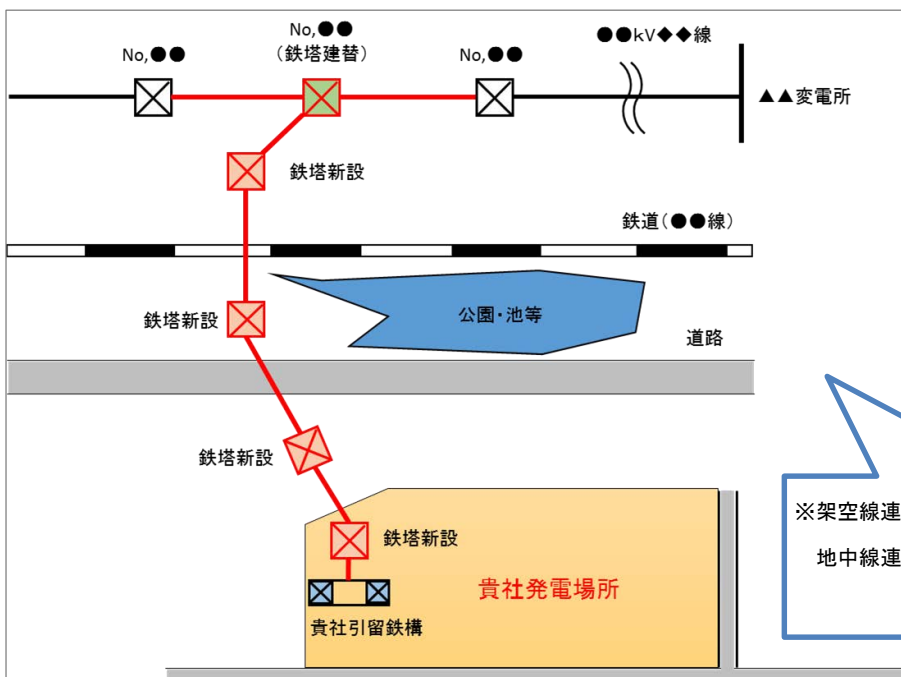 ●●kV◆◆線
No,●●
No,●●
(鉄塔建替)
No,●●
▲▲変電所
鉄塔新設
鉄道(●●線)
公園・池等
鉄塔新設
道路
鉄塔新設
※架空線連
地中線連
鉄塔新設
貴社発電場所
貴社引留鉄構